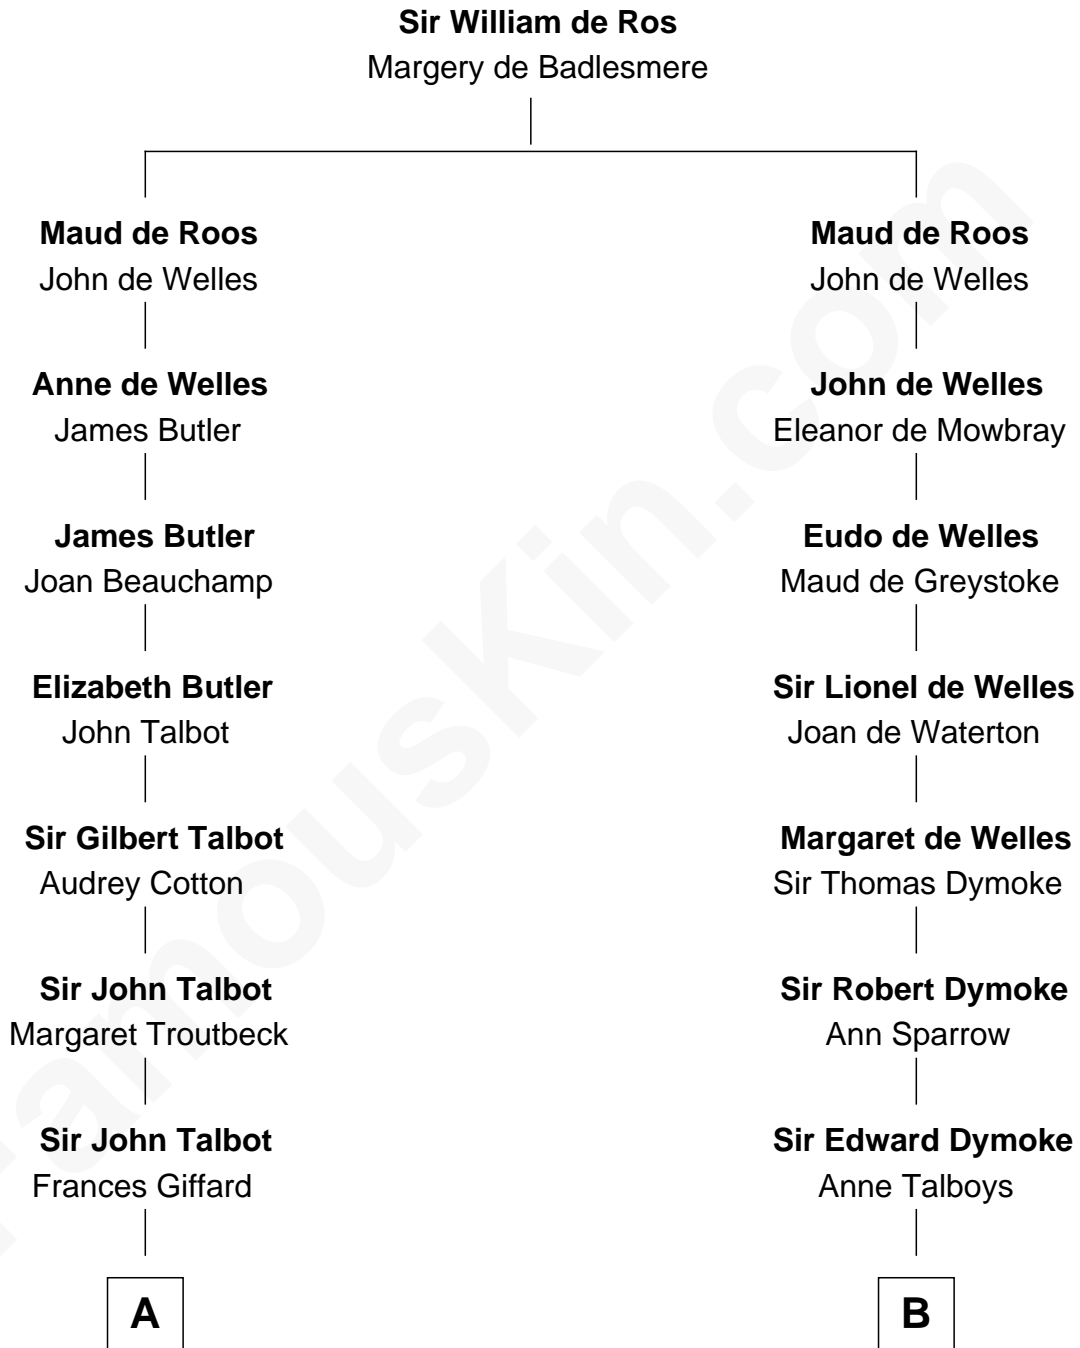 Sir William de Ros
Margery de Badlesmere
Maud de Roos
John de Welles
Anne de Welles
James Butler
James Butler
Joan Beauchamp
Elizabeth Butler
John Talbot
Sir Gilbert Talbot
Audrey Cotton
Sir John Talbot
Margaret Troutbeck
Sir John Talbot
Frances Giffard
A
Maud de Roos
John de Welles
John de Welles
Eleanor de Mowbray
Eudo de Welles
Maud de Greystoke
Sir Lionel de Welles
Joan de Waterton
Margaret de Welles
Sir Thomas Dymoke
Sir Robert Dymoke
Ann Sparrow
Sir Edward Dymoke
Anne Talboys
B
FamousKin.com